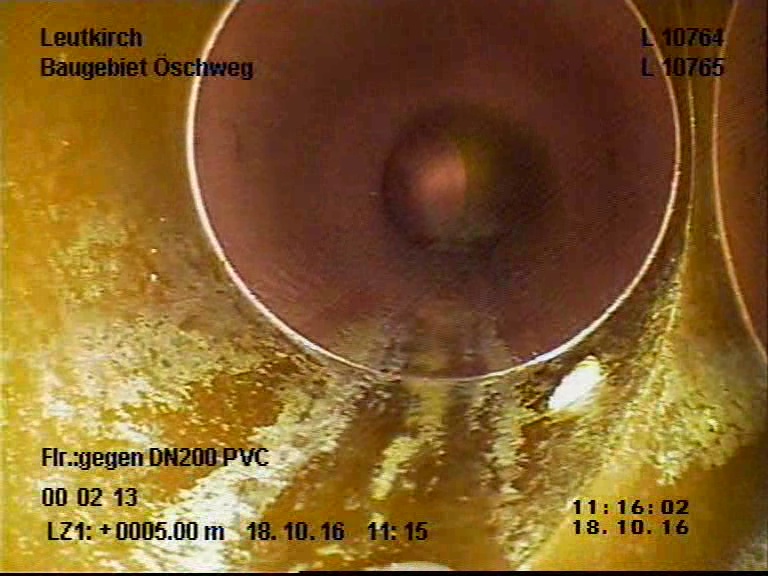 Leutkirch
L 10764
Baugebiet Öschweg
L 10765
Flr.:gegen DN200 PVC
00 02 13
LZ1: +0005.00 m 18. 10. 16 11: 15
11:16:02
18. 10. 16